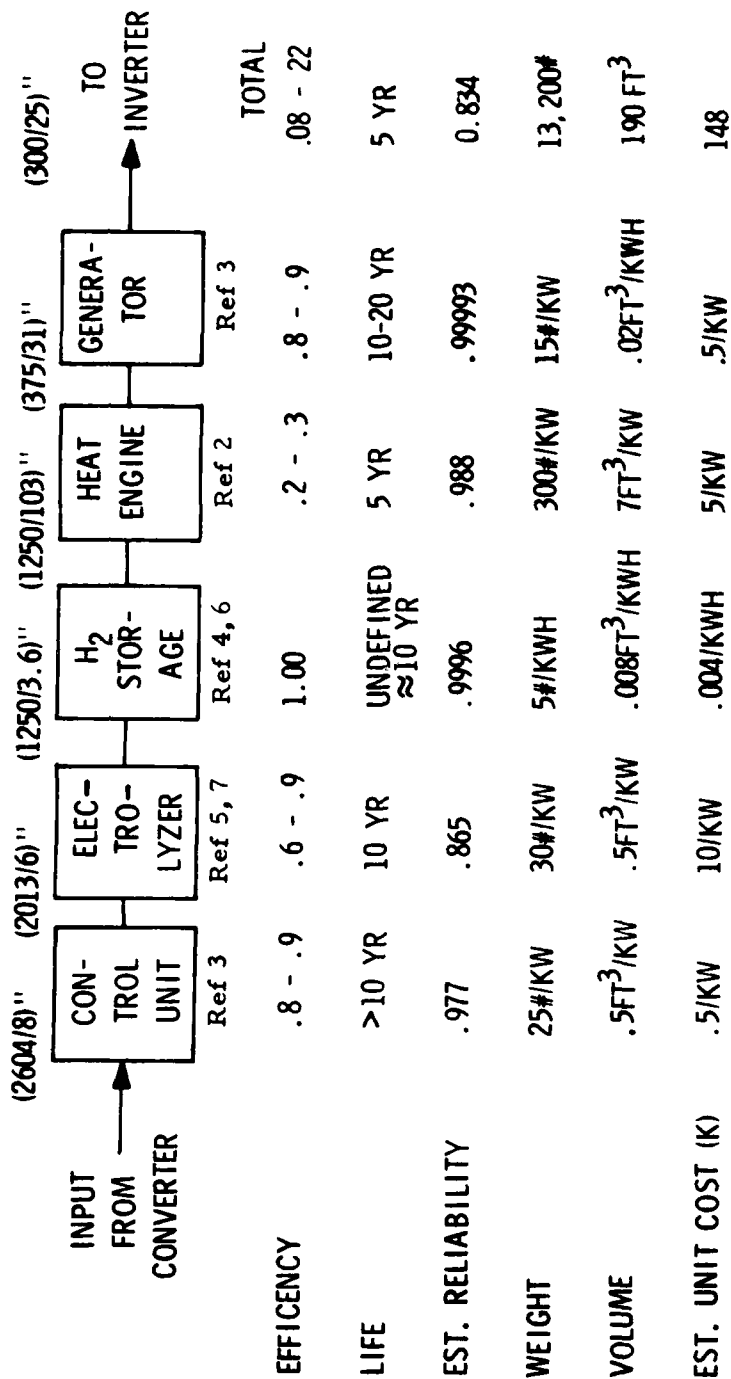 (2604/8)" (2013/6)" (1250/3.6)" (1250/103)" (375/31)" (300/25)"
INPUT
FROM
CONVERTER
CON-
TROL
UNIT
ELEC-
TRO-
LYZER
H2
STOR-
AGE
HEAT
ENGINE
GENERA-
TOR
TO
INVERTER
Ref 3 Ref 5, 7 Ref 4, 6 Ref 2 Ref 3
TOTAL
EFFICENCY .8 - .9 .6 - .9 1.00 .2 - .3 .8 - .9 .08 - 22
LIFE >10 YR 10 YR UNDEFINED 5 YR 10-20 YR 5 YR
≈10 YR
EST. RELIABILITY .977 .865 .9996 .988 .99993 0.834
WEIGHT 25#/KW 30#/KW 5#/KWH 300#/KW 15#/KW 13,200#
VOLUME .5FT³/KW .5FT³/KW .008FT³/KWH 7FT³/KW .02FT³/KWH 190 FT³
EST. UNIT COST (K) .5/KW 10/KW .004/KWH 5/KW .5/KW 148